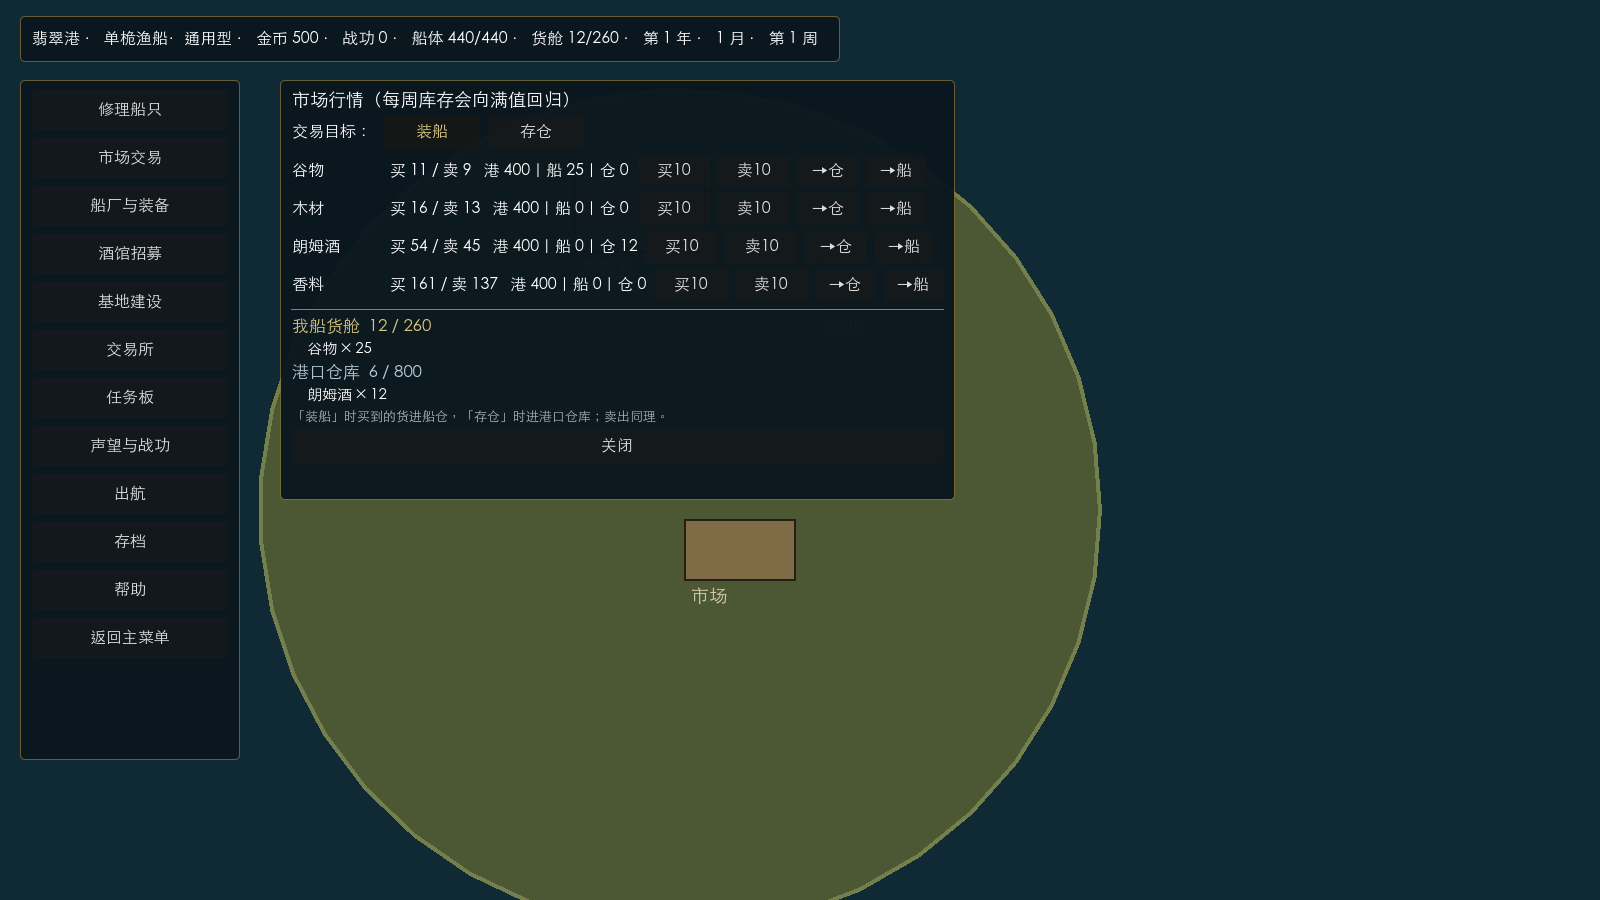 翡翠港 · 单桅渔船 · 通用型 · 金币 500 · 战功 0 · 船体 440/440 · 货舱 12/260 · 第 1 年 · 1 月 · 第 1 周
修理船只
市场交易
船厂与装备
酒馆招募
基地建设
交易所
任务板
声望与战功
出航
存档
帮助
返回主菜单
市场行情（每周库存会向满值回归）
交易目标： 装船 存仓
谷物 买 11 / 卖 9 港 400 | 船 25 | 仓 0 买10 卖10 →仓 →船
木材 买 16 / 卖 13 港 400 | 船 0 | 仓 0 买10 卖10 →仓 →船
朗姆酒 买 54 / 卖 45 港 400 | 船 0 | 仓 12 买10 卖10 →仓 →船
香料 买 161 / 卖 137 港 400 | 船 0 | 仓 0 买10 卖10 →仓 →船
我船货舱 12 / 260
谷物 × 25
港口仓库 6 / 800
朗姆酒 × 12
「装船」时买到的货进船仓，「存仓」时进港口仓库；卖出同理。
关闭
市场